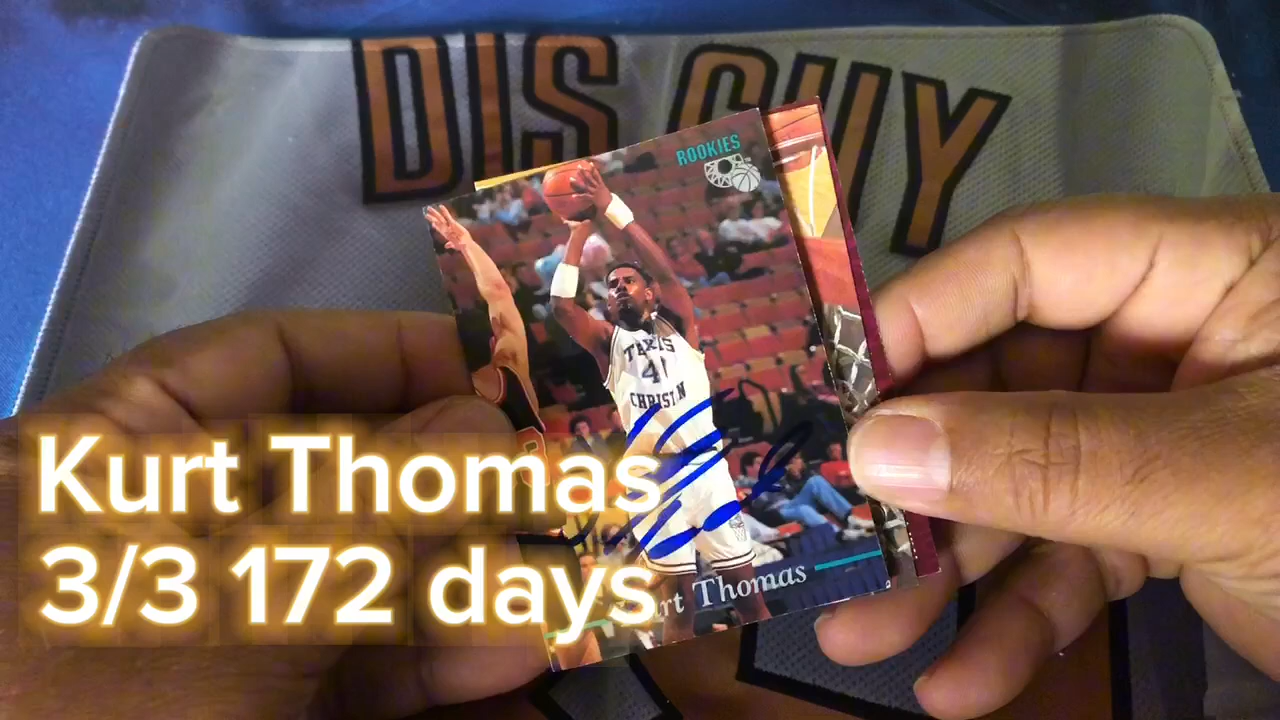 DIS GUY
ROOKIES
TEXAS
41
CHRISTIAN
Kurt Thomas
Kurt Thomas
3/3 172 days